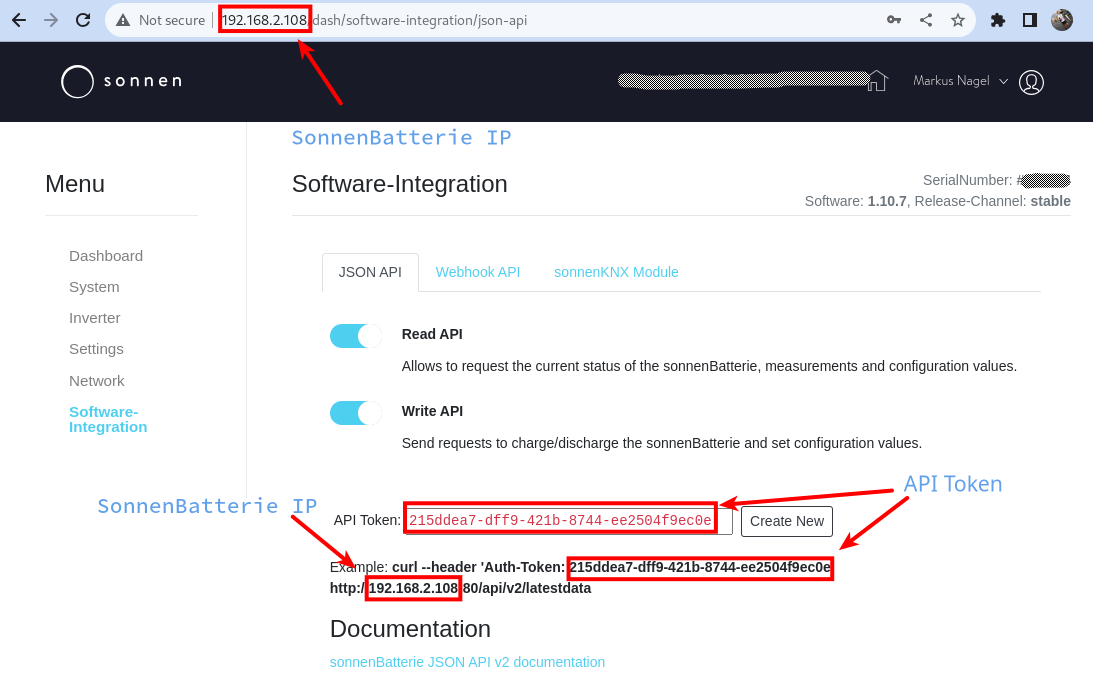 Not secure | 192.168.2.108/dash/software-integration/json-api
sonnen
Markus Nagel
SonnenBatterie IP
Menu
Software-Integration
SerialNumber: #
Software: 1.10.7, Release-Channel: stable
Dashboard
System
Inverter
Settings
Network
Software-
Integration
JSON API
Webhook API
sonnenKNX Module
Read API
Allows to request the current status of the sonnenBatterie, measurements and configuration values.
Write API
Send requests to charge/discharge the sonnenBatterie and set configuration values.
API Token
SonnenBatterie IP
API Token: 215ddea7-dff9-421b-8744-ee2504f9ec0e Create New
Example: curl --header 'Auth-Token: 215ddea7-dff9-421b-8744-ee2504f9ec0e
http:/ 192.168.2.108 80/api/v2/latestdata
Documentation
sonnenBatterie JSON API v2 documentation